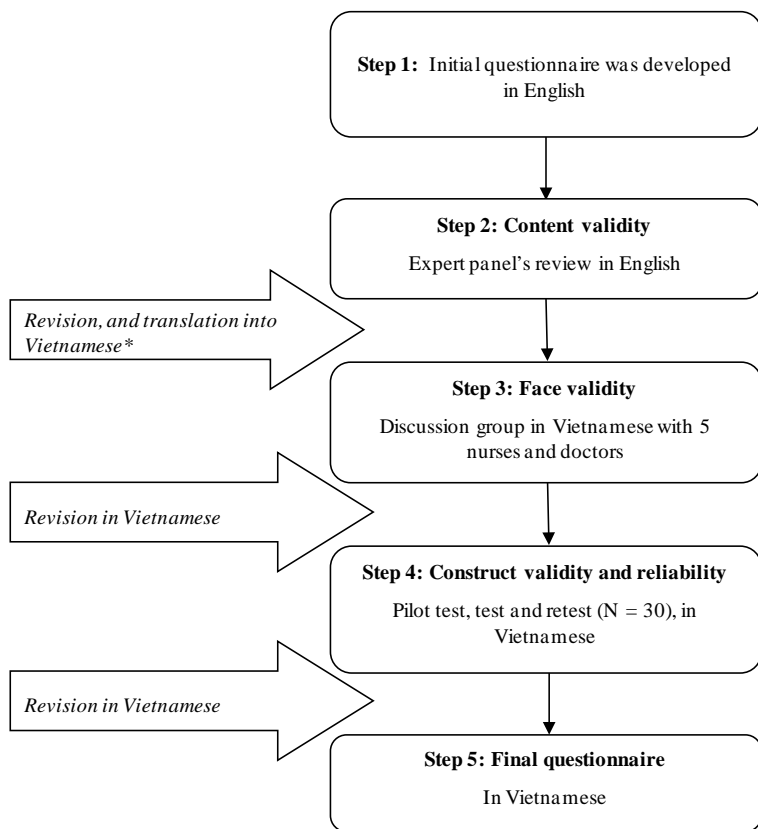 Step 1: Initial questionnaire was developed
in English
Step 2: Content validity
Expert panel's review in English
Revision, and translation into
Vietnamese*
Step 3: Face validity
Discussion group in Vietnamese with 5
nurses and doctors
Revision in Vietnamese
Step 4: Construct validity and reliability
Pilot test, test and retest (N = 30), in
Vietnamese
Revision in Vietnamese
Step 5: Final questionnaire
In Vietnamese